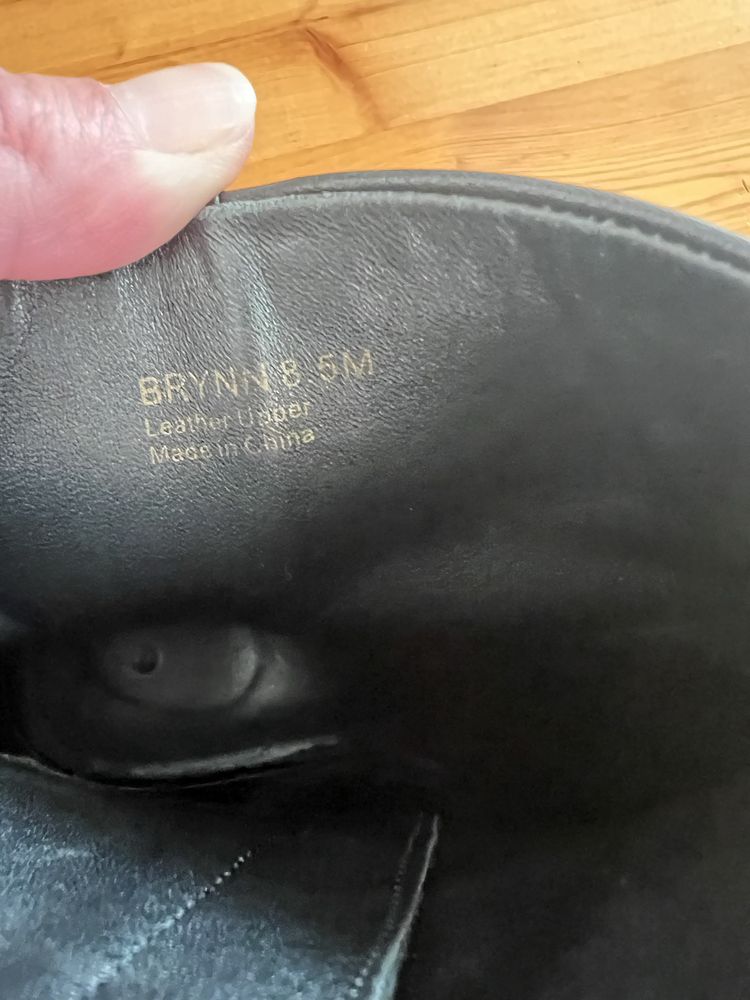 BRYNN 8.5M
Leather Upper
Made in China